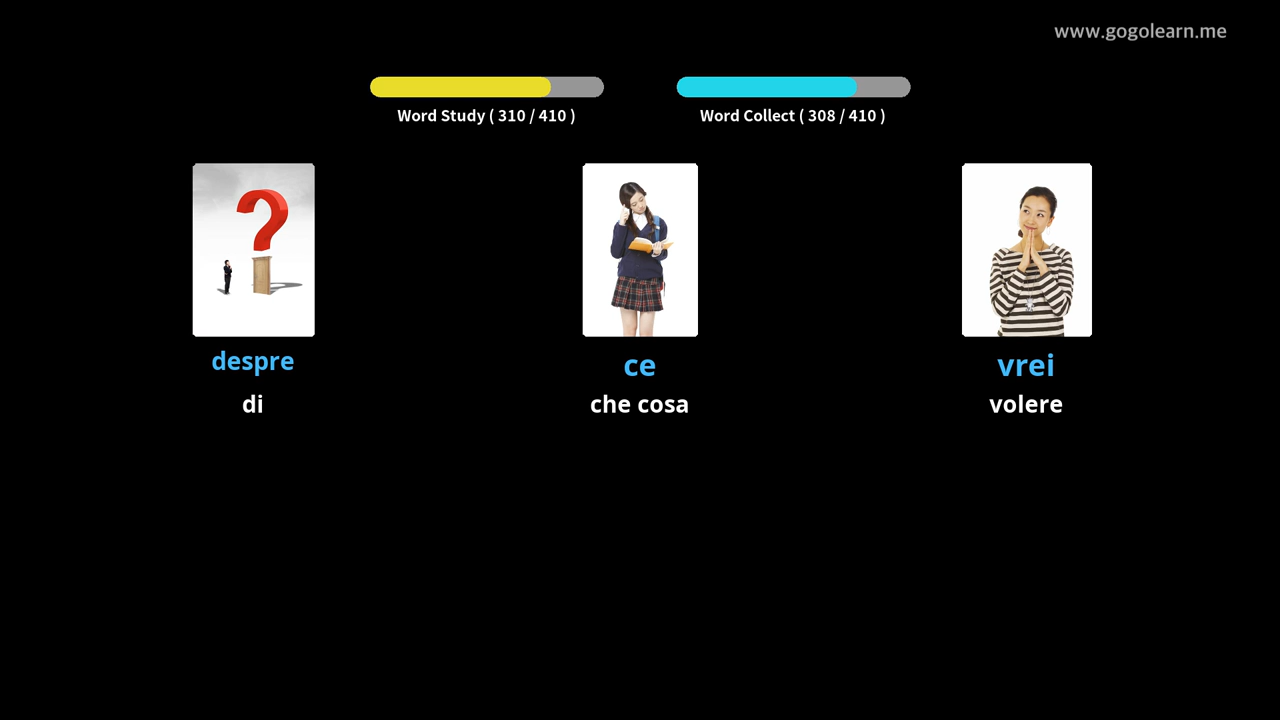 www.gogolearn.me
Word Study ( 310 / 410 )
Word Collect ( 308 / 410 )
despre
ce
vrei
di
che cosa
volere